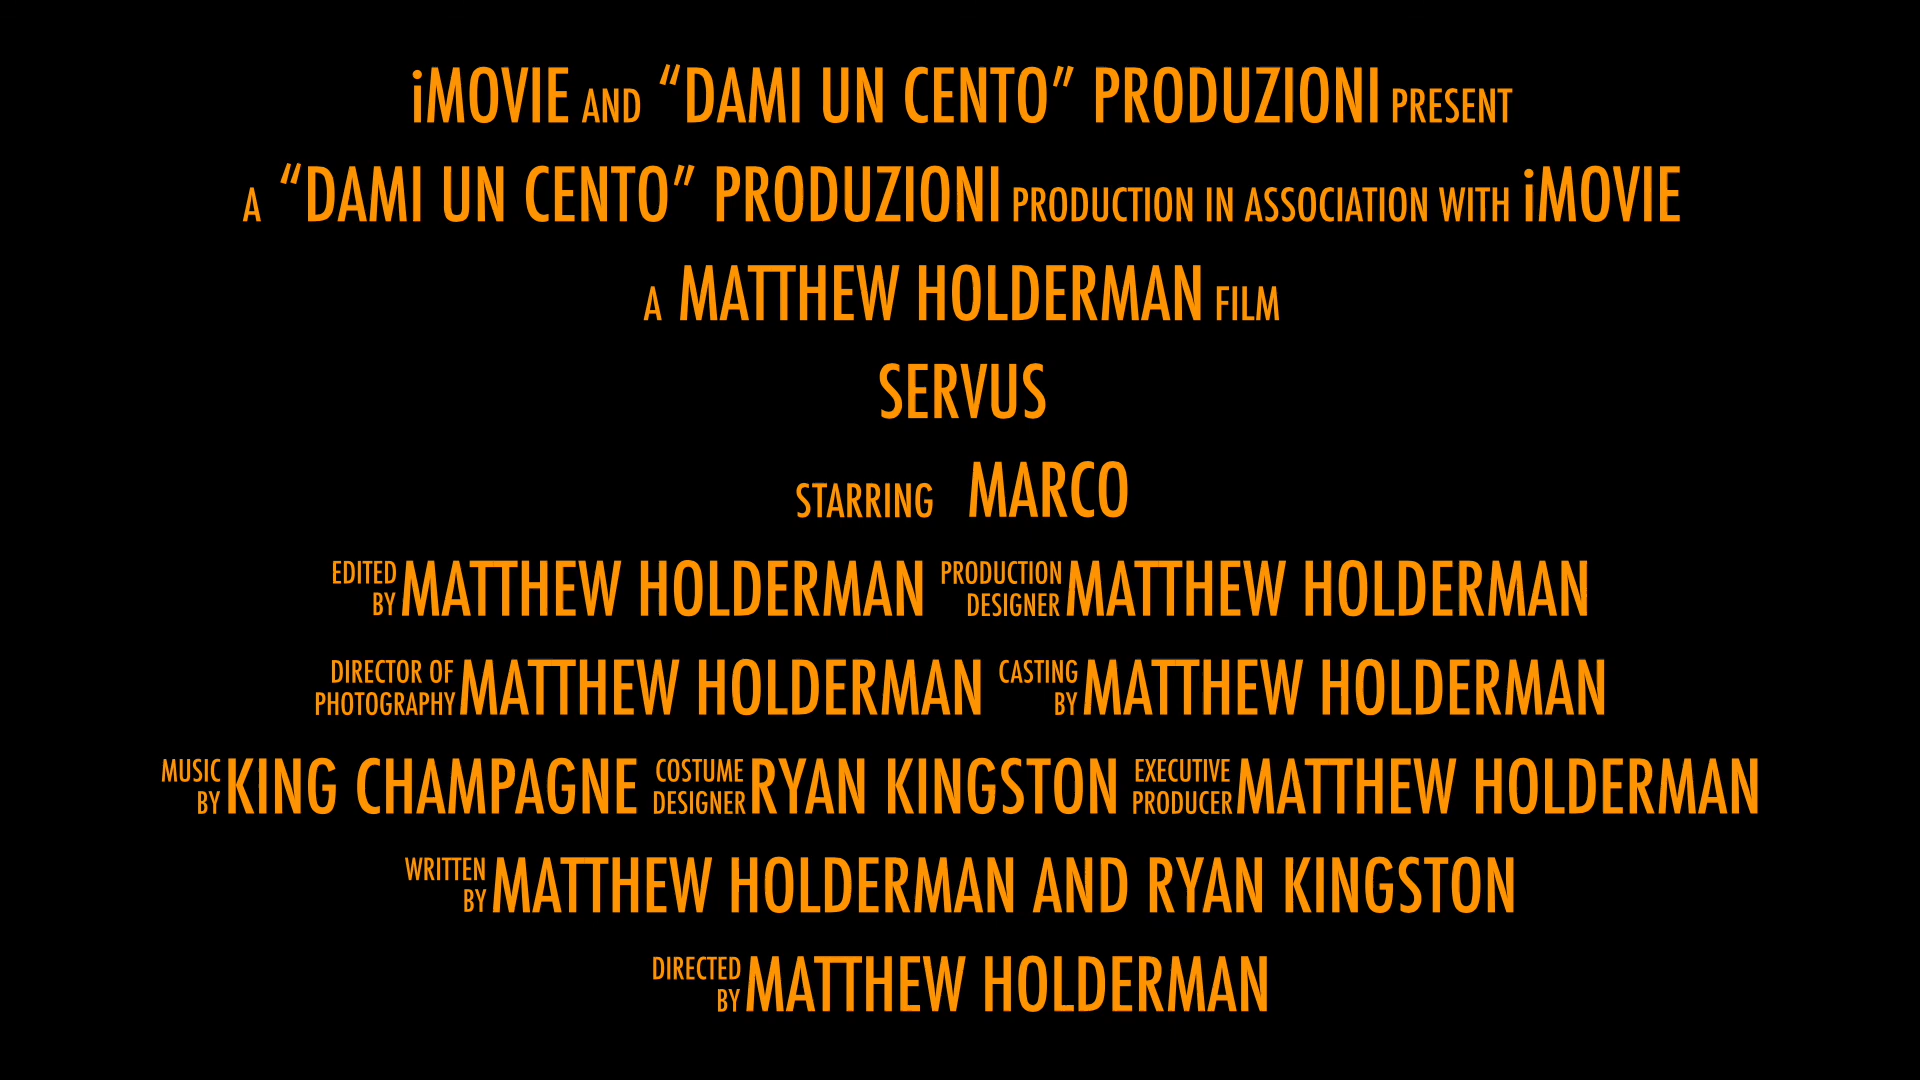 iMOVIE AND “DAMI UN CENTO” PRODUZIONI PRESENT
A “DAMI UN CENTO” PRODUZIONI PRODUCTION IN ASSOCIATION WITH iMOVIE
A MATTHEW HOLDERMAN FILM
SERVUS
STARRING MARCO
EDITED BY MATTHEW HOLDERMAN PRODUCTION DESIGNER MATTHEW HOLDERMAN
DIRECTOR OF PHOTOGRAPHY MATTHEW HOLDERMAN CASTING BY MATTHEW HOLDERMAN
MUSIC BY KING CHAMPAGNE COSTUME DESIGNER RYAN KINGSTON EXECUTIVE PRODUCER MATTHEW HOLDERMAN
WRITTEN BY MATTHEW HOLDERMAN AND RYAN KINGSTON
DIRECTED BY MATTHEW HOLDERMAN